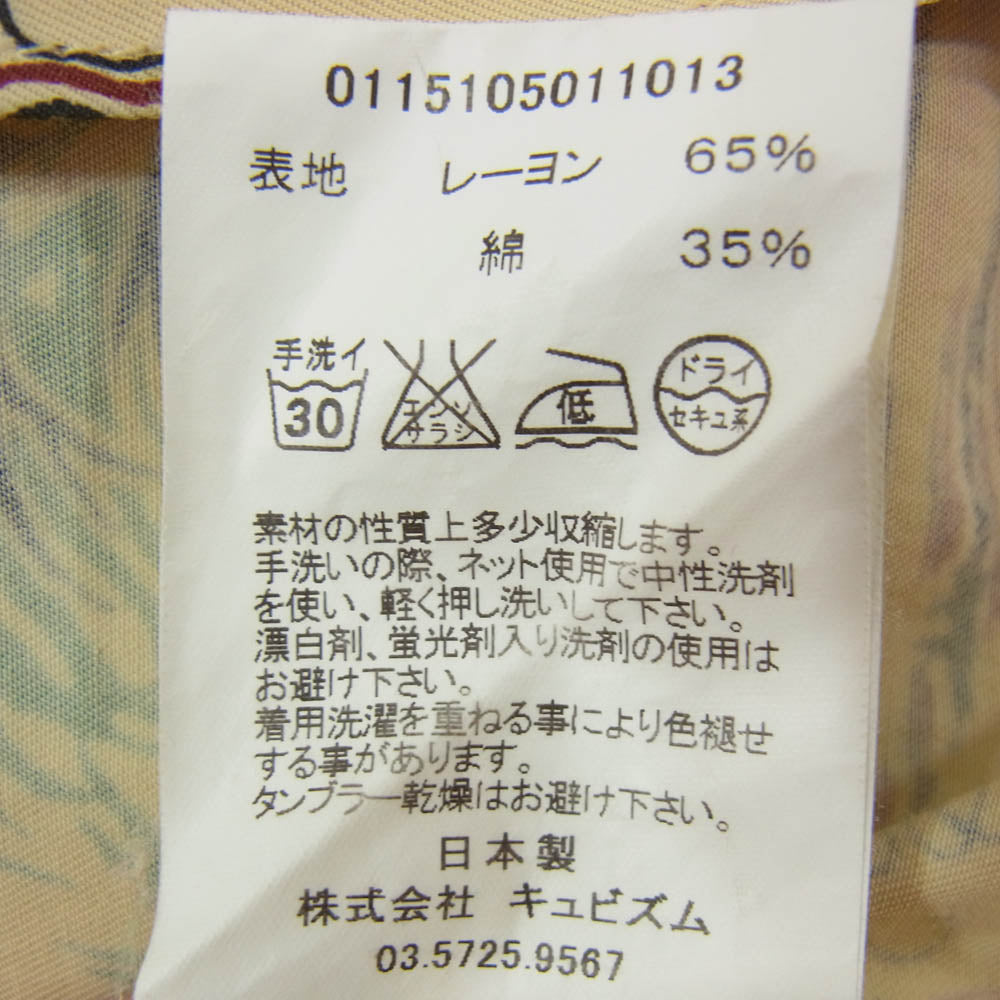 0115105011013
表地 レーヨン 65%
綿 35%
手洗イ
30
エンソ
サラシ
低
ドライ
セキユ系
素材の性質上多少収縮します。
手洗いの際、ネット使用で中性洗剤
を使い、軽く押し洗いして下さい。
漂白剤、蛍光剤入り洗剤の使用は
お避け下さい。
着用洗濯を重ねる事により色褪せ
する事があります。
タンブラー乾燥はお避け下さい。
日本製
株式会社 キュビズム
03.5725.9567